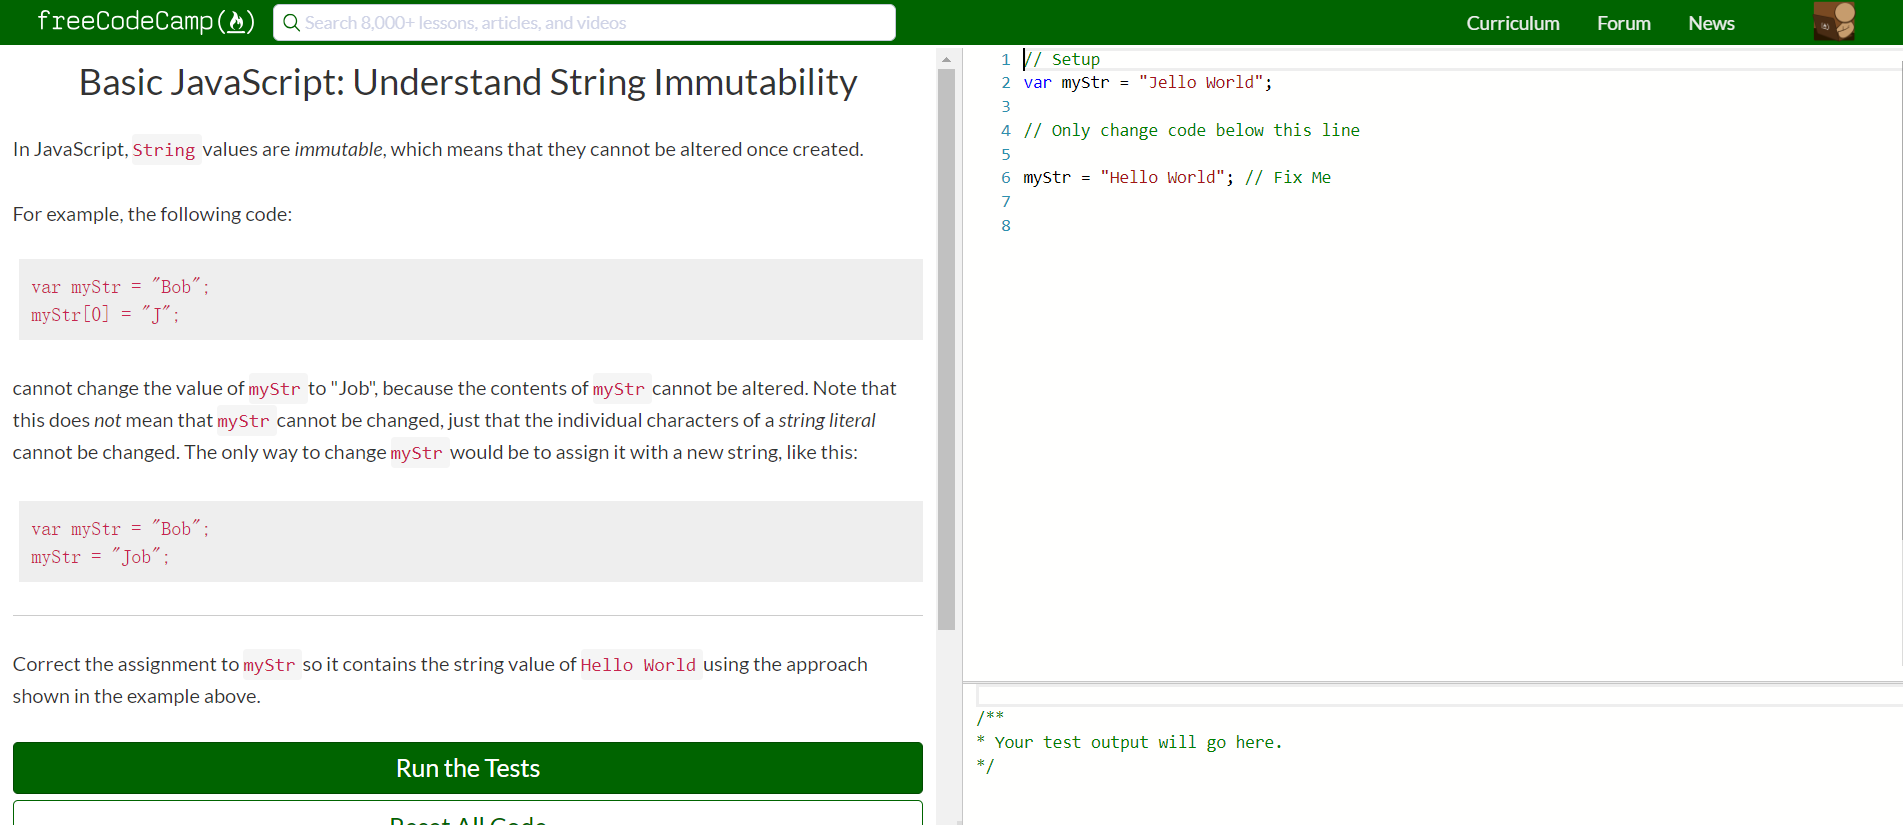 freeCodeCamp(🔥)
Search 8,000+ lessons, articles, and videos
Curriculum Forum News
Basic JavaScript: Understand String Immutability
In JavaScript, String values are immutable, which means that they cannot be altered once created.
For example, the following code:
var myStr = "Bob";
myStr[0] = "J";
cannot change the value of myStr to "Job", because the contents of myStr cannot be altered. Note that
this does not mean that myStr cannot be changed, just that the individual characters of a string literal
cannot be changed. The only way to change myStr would be to assign it with a new string, like this:
var myStr = "Bob";
myStr = "Job";
Correct the assignment to myStr so it contains the string value of Hello World using the approach
shown in the example above.
Run the Tests
Reset All Code
1 // Setup
2 var myStr = "Jello World";
3
4 // Only change code below this line
5
6 myStr = "Hello World"; // Fix Me
7
8
/**
* Your test output will go here.
*/